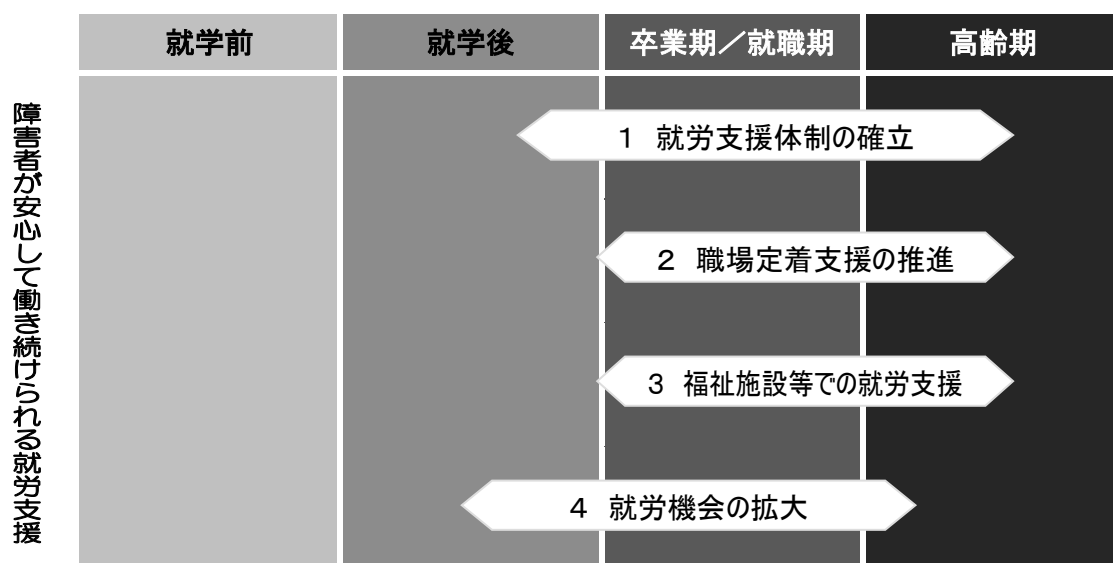 就学前
就学後
卒業期／就職期
高齢期
障害者が安心して働き続けられる就労支援
１　就労支援体制の確立
２　職場定着支援の推進
３　福祉施設等での就労支援
４　就労機会の拡大